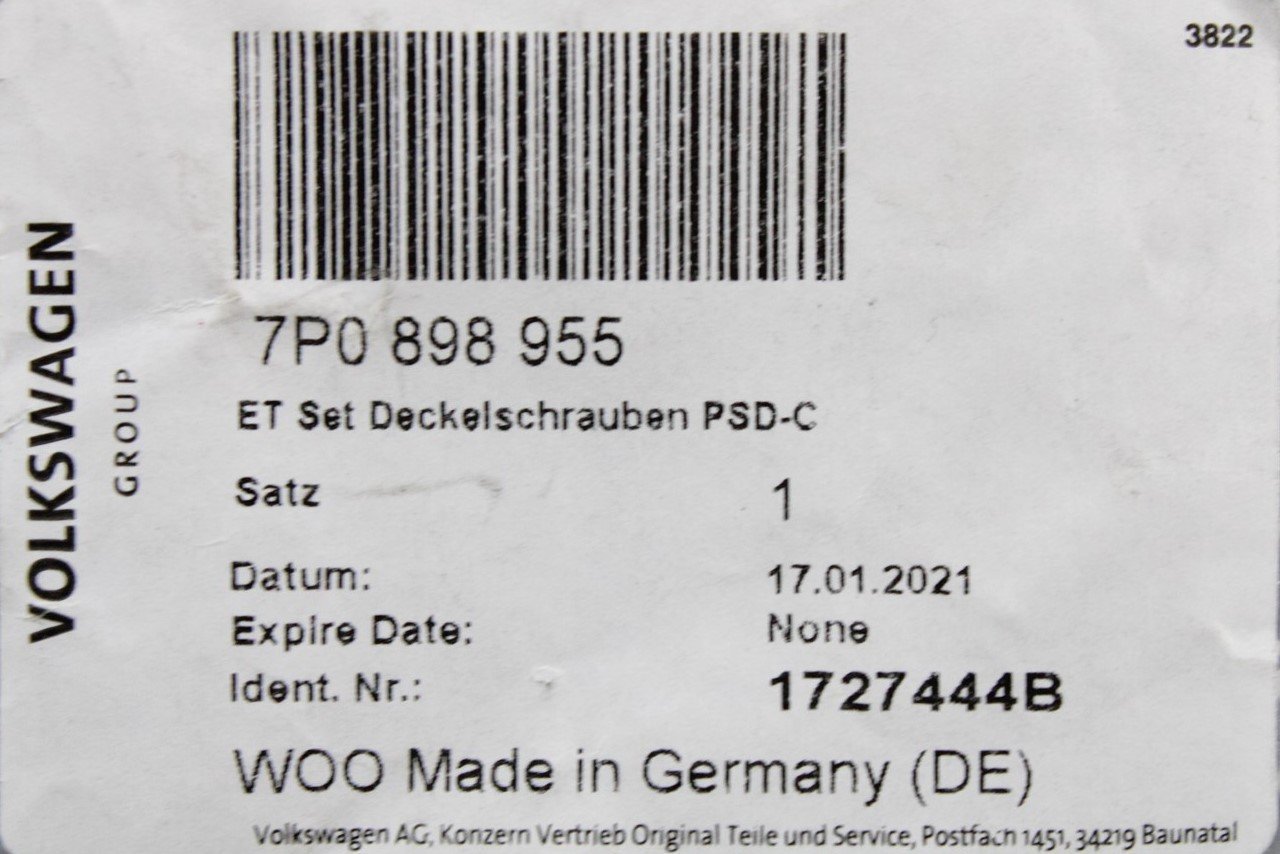 3822
VOLKSWAGEN
GROUP
7P0 898 955
ET Set Deckelschrauben PSD-C
Satz 1
Datum: 17.01.2021
Expire Date: None
Ident. Nr.: 1727444B
WOO Made in Germany (DE)
Volkswagen AG, Konzern Vertrieb Original Teile und Service, Postfach 1451, 34219 Baunatal